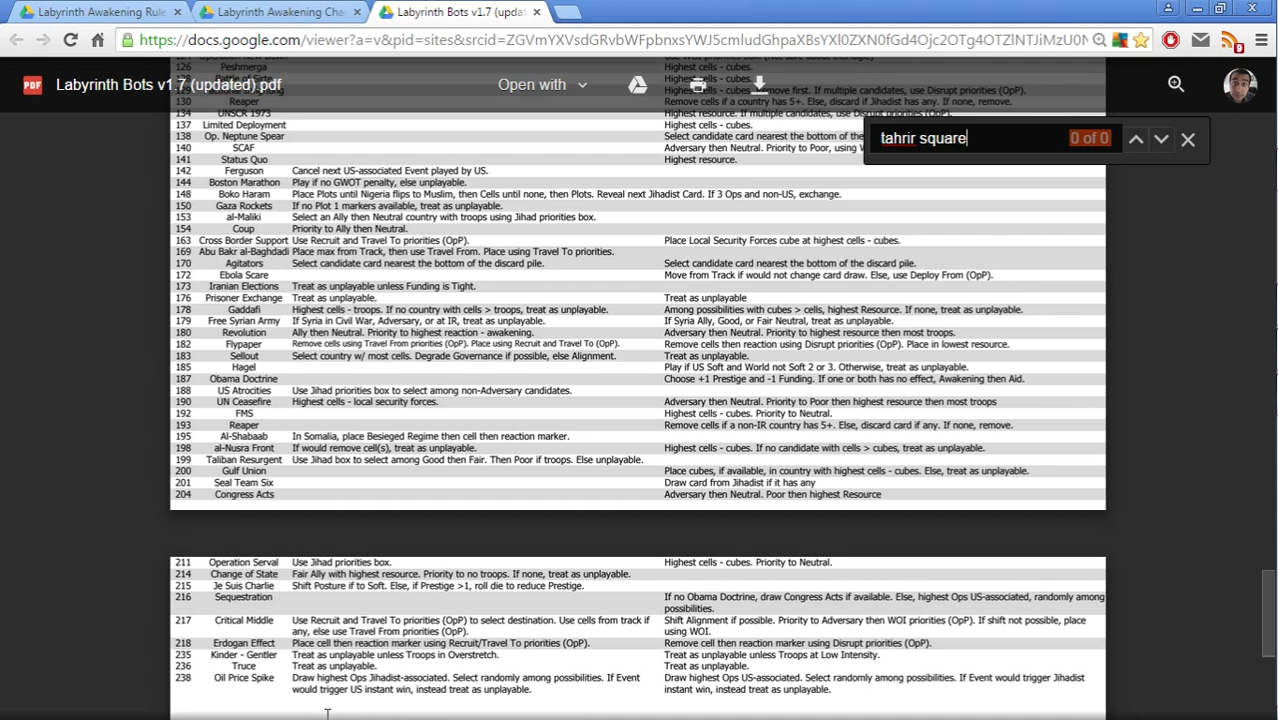 Labyrinth Awakening Rule
Labyrinth Awakening Cha
Labyrinth Bots v1.7 (updat
https://docs.google.com/viewer?a=v&pid=sites&srcid=
Labyrinth Bots v1.7 (updated).pdf
Open with
tahrir square
0 of 0
126 Peshmerga Highest cells - cubes.
130 Reaper Remove cells if a country has 5+. Else, discard if Jihadist has any. If none, remove.
134 UNSCR 1973 Highest resource. If multiple candidates, use Disrupt priorities (OpP).
137 Limited Deployment Highest cells - cubes.
138 Op. Neptune Spear Select candidate card nearest the bottom of the
140 SCAF Adversary then Neutral. Priority to Poor, using
141 Status Quo Highest resource.
142 Ferguson Cancel next US-associated Event played by US.
144 Boston Marathon Play if no GWOT penalty, else unplayable.
148 Boko Haram Place Plots until Nigeria flips to Muslim, then Cells until none, then Plots. Reveal next Jihadist Card. If 3 Ops and non-US, exchange.
150 Gaza Rockets If no Plot 1 markers available, treat as unplayable.
153 al-Maliki Select an Ally then Neutral country with troops using Jihad priorities box.
154 Coup Priority to Ally then Neutral.
163 Cross Border Support Use Recruit and Travel To priorities (OpP). Place Local Security Forces cube at highest cells - cubes.
169 Abu Bakr al-Baghdadi Place max from Track, then use Travel From. Place using Travel To priorities.
170 Agitators Select candidate card nearest the bottom of the discard pile. Select candidate card nearest the bottom of the discard pile.
172 Ebola Scare Move from Track if would not change card draw. Else, use Deploy From (OpP).
173 Iranian Elections Treat as unplayable unless Funding is Tight.
176 Prisoner Exchange Treat as unplayable. Treat as unplayable
178 Gaddafi Highest cells - troops. If no country with cells > troops, treat as unplayable. Among possibilities with cubes > cells, highest Resource. If none, treat as unplayable.
179 Free Syrian Army If Syria in Civil War, Adversary, or at IR, treat as unplayable. If Syria Ally, Good, or Fair Neutral, treat as unplayable.
180 Revolution Ally then Neutral. Priority to highest reaction - awakening. Adversary then Neutral. Priority to highest resource then most troops.
182 Flypaper Remove cells using Travel From priorities (OpP). Place using Recruit and Travel To (OpP). Remove cells then reaction using Disrupt priorities (OpP). Place in lowest resource.
183 Sellout Select country w/ most cells. Degrade Governance if possible, else Alignment. Treat as unplayable.
185 Hagel Play if US Soft and World not Soft 2 or 3. Otherwise, treat as unplayable.
187 Obama Doctrine Choose +1 Prestige and -1 Funding. If one or both has no effect, Awakening then Aid.
188 US Atrocities Use Jihad priorities box to select among non-Adversary candidates.
190 UN Ceasefire Highest cells - local security forces. Adversary then Neutral. Priority to Poor then highest resource then most troops
192 FMS Highest cells - cubes. Priority to Neutral.
193 Reaper Remove cells if a non-IR country has 5+. Else, discard card if any. If none, remove.
195 Al-Shabaab In Somalia, place Besieged Regime then cell then reaction marker.
198 al-Nusra Front If would remove cell(s), treat as unplayable. Highest cells - cubes. If no candidate with cells > cubes, treat as unplayable.
199 Taliban Resurgent Use Jihad box to select among Good then Fair. Then Poor if troops. Else unplayable.
200 Gulf Union Place cubes, if available, in country with highest cells - cubes. Else, treat as unplayable.
201 Seal Team Six Draw card from Jihadist if it has any
204 Congress Acts Adversary then Neutral. Poor then highest Resource
211 Operation Serval Use Jihad priorities box. Highest cells - cubes. Priority to Neutral.
214 Change of State Fair Ally with highest resource. Priority to no troops. If none, treat as unplayable.
215 Je Suis Charlie Shift Posture if to Soft. Else, if Prestige >1, roll die to reduce Prestige.
216 Sequestration If no Obama Doctrine, draw Congress Acts if available. Else, highest Ops US-associated, randomly among
possibilities.
217 Critical Middle Use Recruit and Travel To priorities (OpP) to select destination. Use cells from track if Shift Alignment if possible. Priority to Adversary then WOI priorities (OpP). If shift not possible, place
any, else use Travel From priorities (OpP). using WOI.
218 Erdogan Effect Place cell then reaction marker using Recruit/Travel To priorities (OpP). Remove cell then reaction marker using Disrupt priorities (OpP).
235 Kinder - Gentler Treat as unplayable unless Troops in Overstretch. Treat as unplayable unless Troops at Low Intensity.
236 Truce Treat as unplayable. Treat as unplayable.
238 Oil Price Spike Draw highest Ops Jihadist-associated. Select randomly among possibilities. If Event Draw highest Ops US-associated. Select randomly among possibilities. If Event would trigger Jihadist
would trigger US instant win, instead treat as unplayable. instant win, instead treat as unplayable.